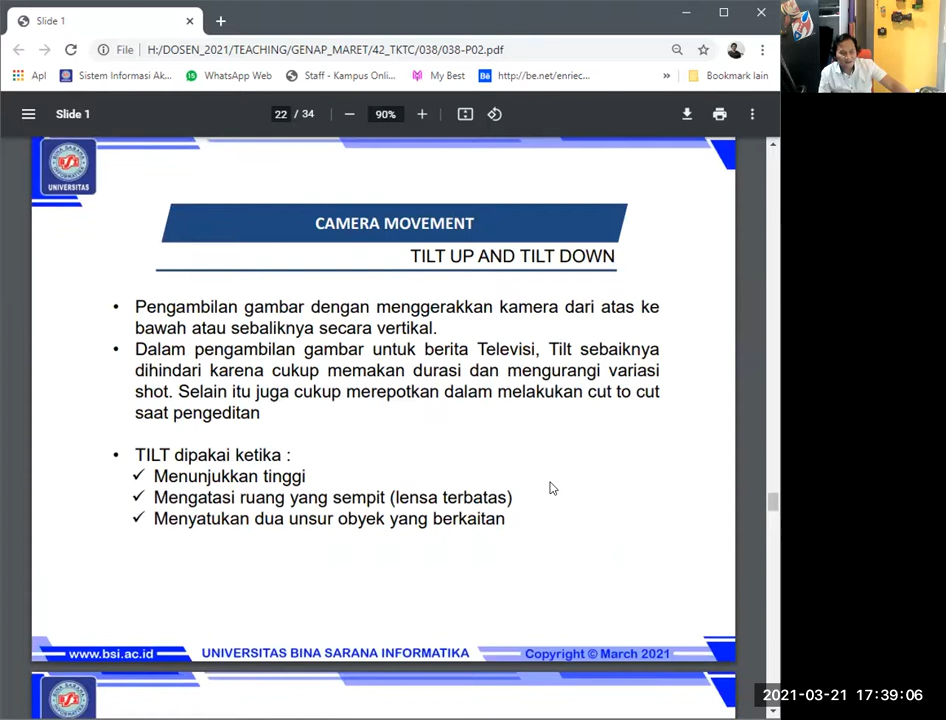 Slide 1
File H:/DOSEN_2021/TEACHING/GENAP_MARET/42_TKTC/038/038-P02.pdf
Apl Sistem Informasi Ak... WhatsApp Web Staff - Kampus Onli... My Best http://be.net/enriec... » Bookmark lain
Slide 1 22 / 34 90%
BSI
UNIVERSITAS
BINA SARANA
CAMERA MOVEMENT
TILT UP AND TILT DOWN
• Pengambilan gambar dengan menggerakkan kamera dari atas ke
bawah atau sebaliknya secara vertikal.
• Dalam pengambilan gambar untuk berita Televisi, Tilt sebaiknya
dihindari karena cukup memakan durasi dan mengurangi variasi
shot. Selain itu juga cukup merepotkan dalam melakukan cut to cut
saat pengeditan
• TILT dipakai ketika :
✓ Menunjukkan tinggi
✓ Mengatasi ruang yang sempit (lensa terbatas)
✓ Menyatukan dua unsur obyek yang berkaitan
www.bsi.ac.id UNIVERSITAS BINA SARANA INFORMATIKA Copyright © March 2021
2021-03-21 17:39:06